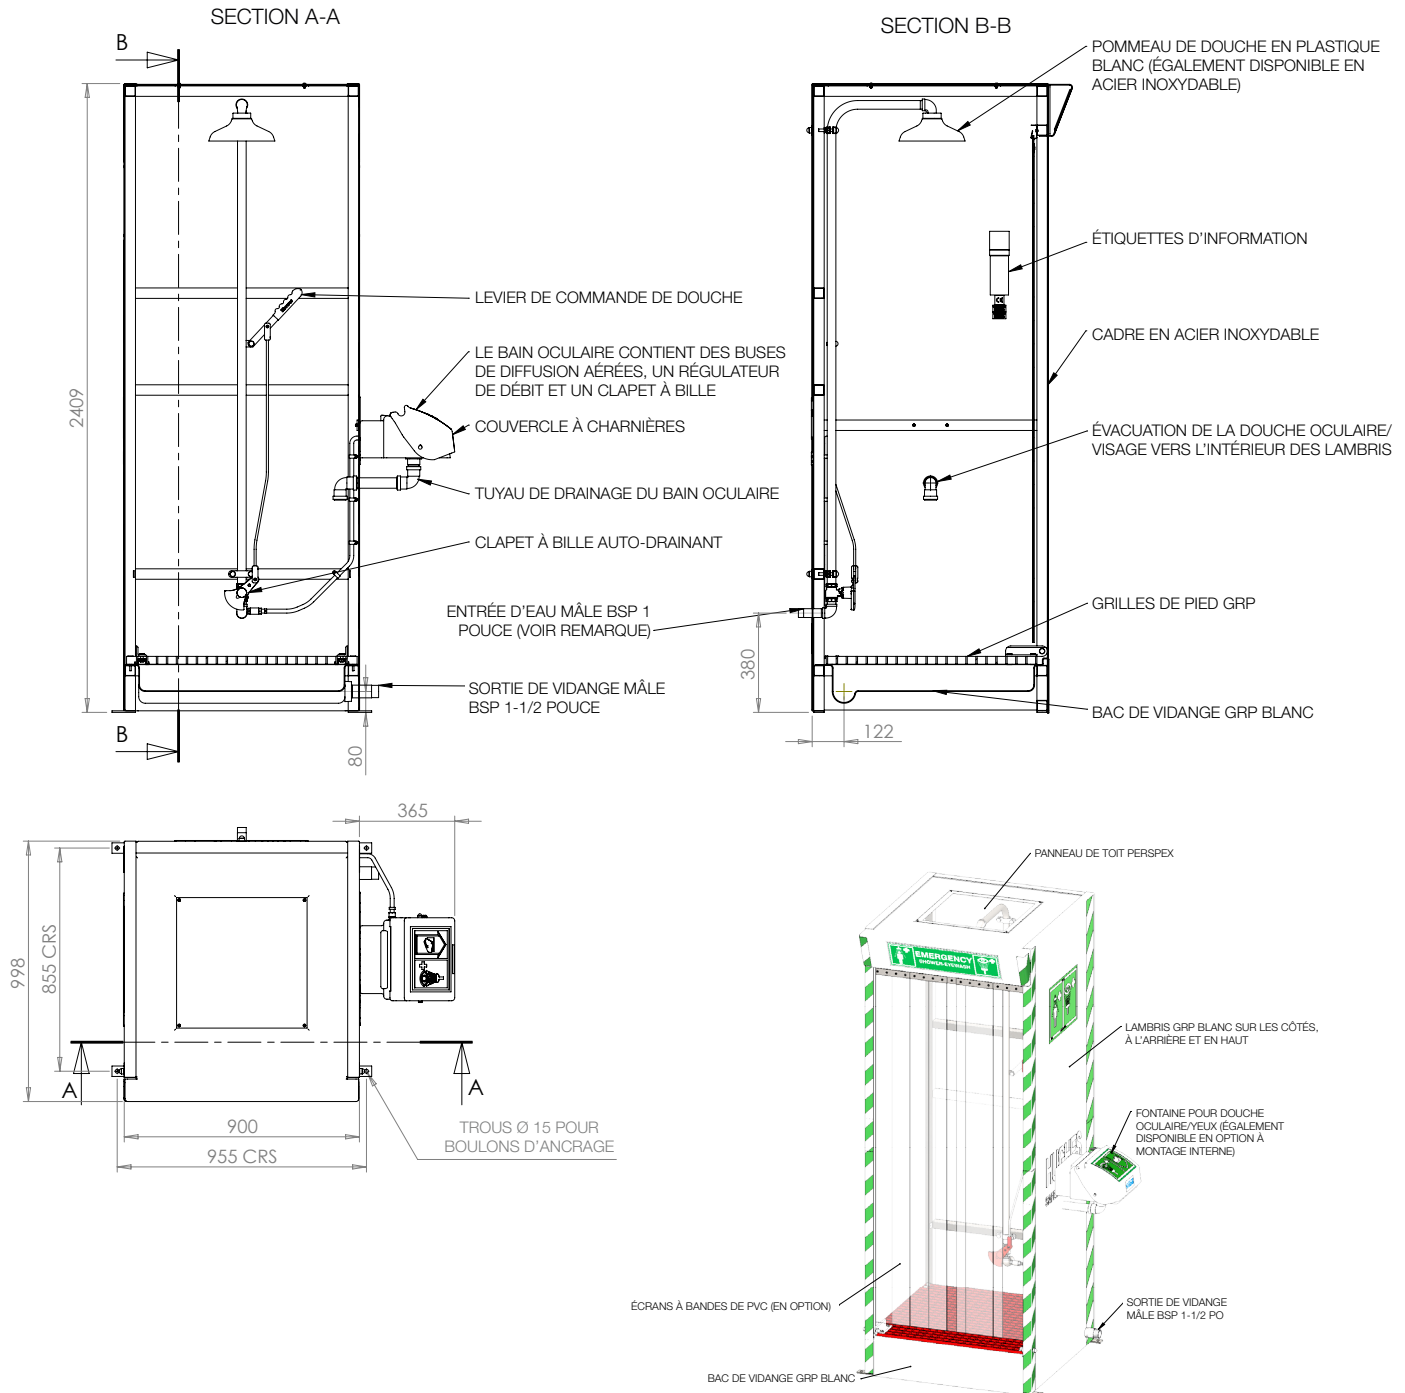 SECTION A-A
SECTION B-B
B
POMMEAU DE DOUCHE EN PLASTIQUE
BLANC (ÉGALEMENT DISPONIBLE EN
ACIER INOXYDABLE)
ÉTIQUETTES D'INFORMATION
LEVIER DE COMMANDE DE DOUCHE
CADRE EN ACIER INOXYDABLE
LE BAIN OCULAIRE CONTIENT DES BUSES
DE DIFFUSION AÉRÉES, UN RÉGULATEUR
DE DÉBIT ET UN CLAPET À BILLE
2409
COUVERCLE À CHARNIÈRES
ÉVACUATION DE LA DOUCHE OCULAIRE/
VISAGE VERS L'INTÉRIEUR DES LAMBRIS
TUYAU DE DRAINAGE DU BAIN OCULAIRE
CLAPET À BILLE AUTO-DRAINANT
ENTRÉE D'EAU MÂLE BSP 1
POUCE (VOIR REMARQUE)
GRILLES DE PIED GRP
380
SORTIE DE VIDANGE MÂLE
BSP 1-1/2 POUCE
BAC DE VIDANGE GRP BLANC
B
80
122
365
998
855 CRS
A
A
900
955 CRS
TROUS Ø 15 POUR
BOULONS D'ANCRAGE
PANNEAU DE TOIT PERSPEX
EMERGENCY
SHOWER-EYEWASH
LAMBRIS GRP BLANC SUR LES CÔTÉS,
À L'ARRIÈRE ET EN HAUT
FONTAINE POUR DOUCHE
OCULAIRE/YEUX (ÉGALEMENT
DISPONIBLE EN OPTION À
MONTAGE INTERNE)
ÉCRANS À BANDES DE PVC (EN OPTION)
SORTIE DE VIDANGE
MÂLE BSP 1-1/2 PO
BAC DE VIDANGE GRP BLANC